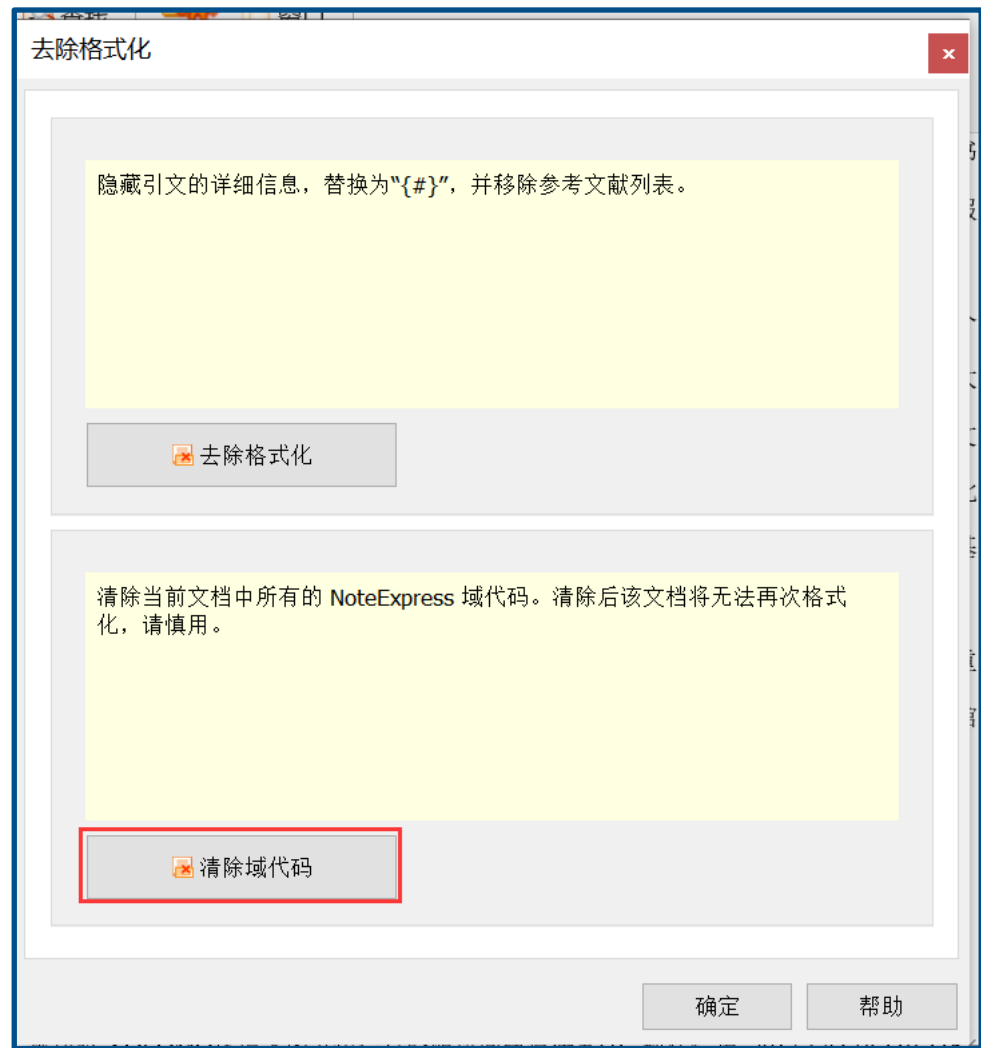 去除格式化
隐藏引文的详细信息，替换为“{#}”，并移除参考文献列表。
去除格式化
清除当前文档中所有的 NoteExpress 域代码。清除后该文档将无法再次格式
化，请慎用。
清除域代码
确定
帮助